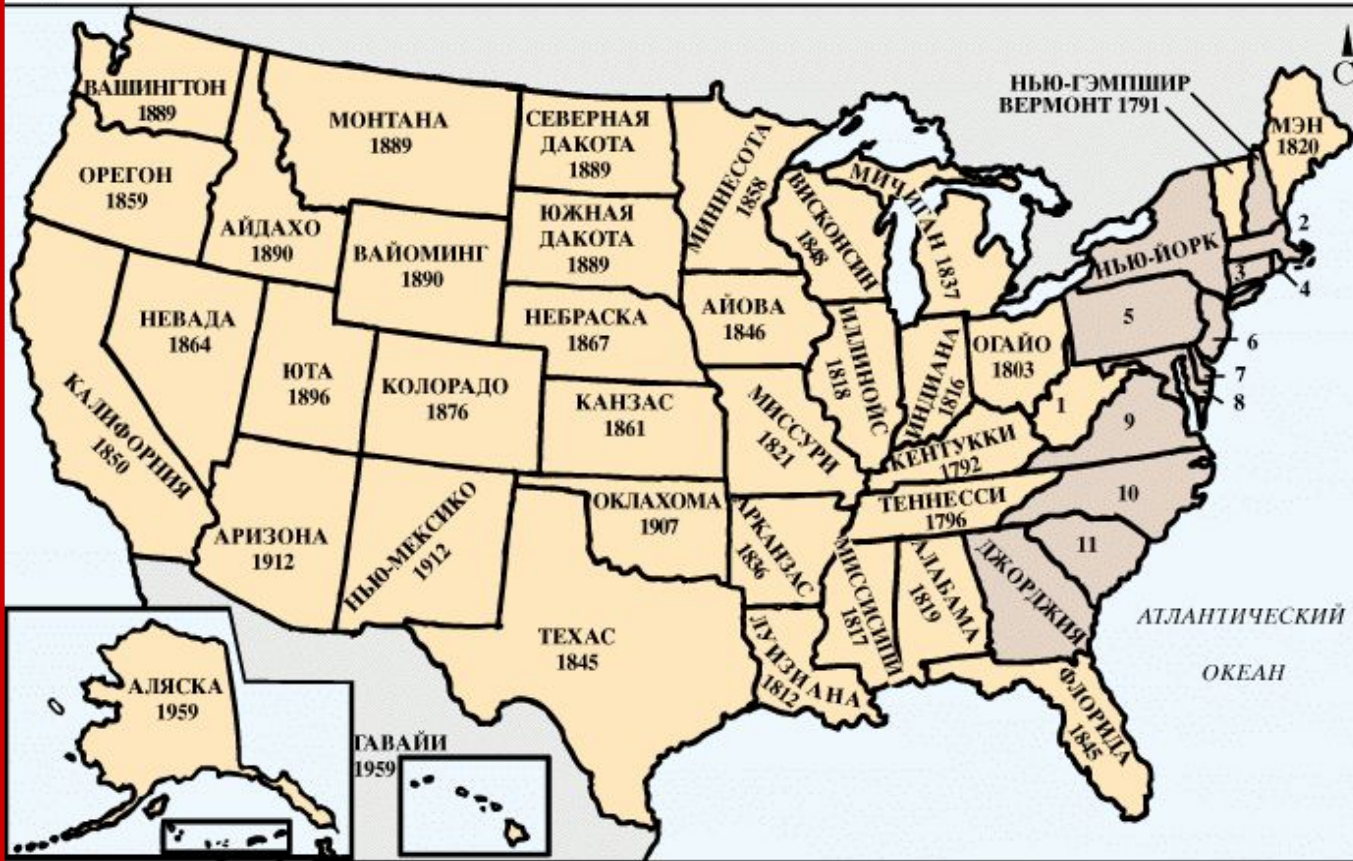 НЬЮ-ГЭМПШИР
ВЕРМОНТ 1791
С
ВАШИНГТОН
1889
МОНТАНА
1889
СЕВЕРНАЯ
ДАКОТА
1889
МИННЕСОТА
1858
МЭН
1820
ОРЕГОН
1859
АЙДАХО
1890
ВАЙОМИНГ
1890
ЮЖНАЯ
ДАКОТА
1889
ВИСКОНСИН
1848
МИЧИГАН 1837
НЬЮ-ЙОРК
2
3
4
НЕВАДА
1864
ЮТА
1896
КОЛОРАДО
1876
НЕБРАСКА
1867
АЙОВА
1846
ИЛЛИНОЙС
1818
ИНДИАНА
1816
ОГАЙО
1803
5
6
7
8
КАЛИФОРНИЯ
1850
КАНЗАС
1861
МИССУРИ
1821
КЕНТУККИ
1792
1
9
АРИЗОНА
1912
НЬЮ-МЕКСИКО
1912
ОКЛАХОМА
1907
АРКАНЗАС
1836
ТЕННЕССИ
1796
10
11
ТЕХАС
1845
ЛУИЗИАНА
1812
МИССИСИПИ
1817
АЛАБАМА
1819
ДЖОРДЖИЯ
АТЛАНТИЧЕСКИЙ
ОКЕАН
ФЛОРИДА
1845
АЛЯСКА
1959
ГАВАЙИ
1959